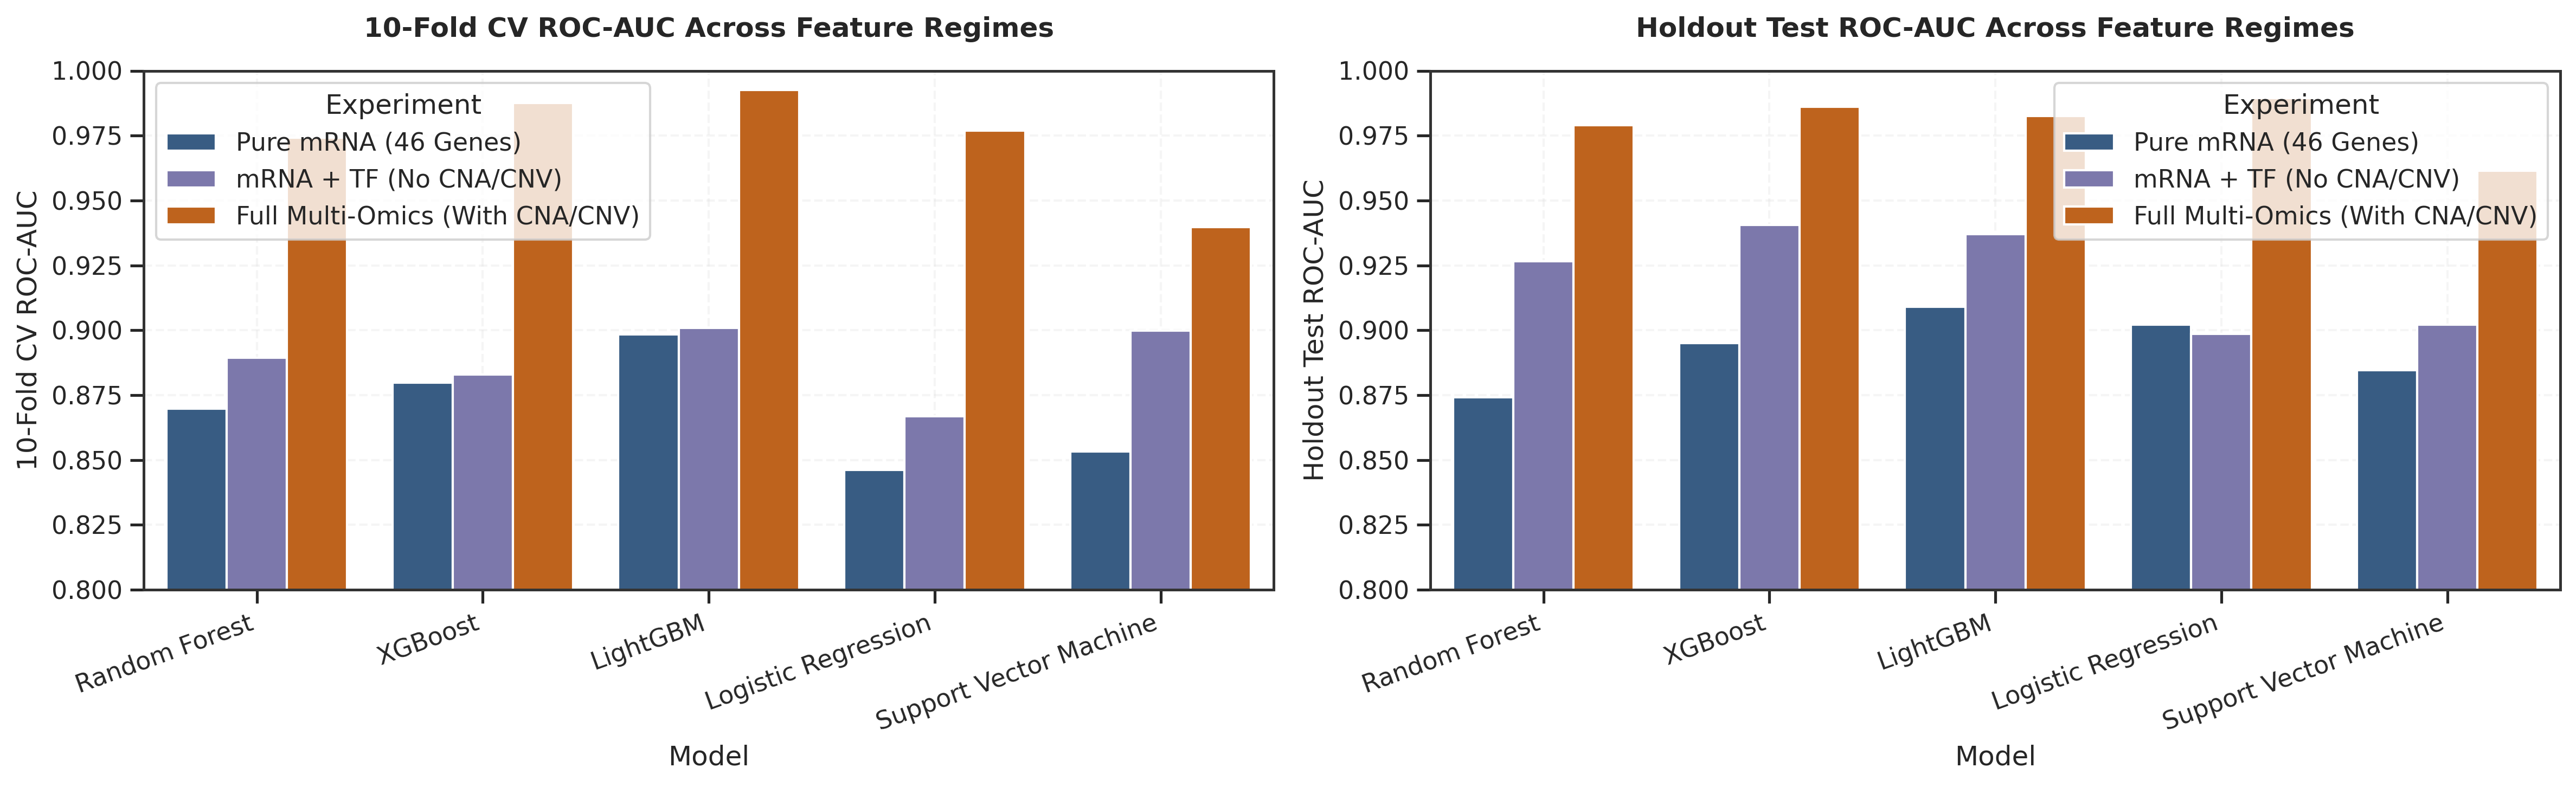 10-Fold CV ROC-AUC Across Feature Regimes
10-Fold CV ROC-AUC
1.000
0.975
0.950
0.925
0.900
0.875
0.850
0.825
0.800
Experiment
Pure mRNA (46 Genes)
mRNA + TF (No CNA/CNV)
Full Multi-Omics (With CNA/CNV)
Random Forest
XGBoost
LightGBM
Logistic Regression
Support Vector Machine
Model
Holdout Test ROC-AUC Across Feature Regimes
Holdout Test ROC-AUC
1.000
0.975
0.950
0.925
0.900
0.875
0.850
0.825
0.800
Experiment
Pure mRNA (46 Genes)
mRNA + TF (No CNA/CNV)
Full Multi-Omics (With CNA/CNV)
Random Forest
XGBoost
LightGBM
Logistic Regression
Support Vector Machine
Model